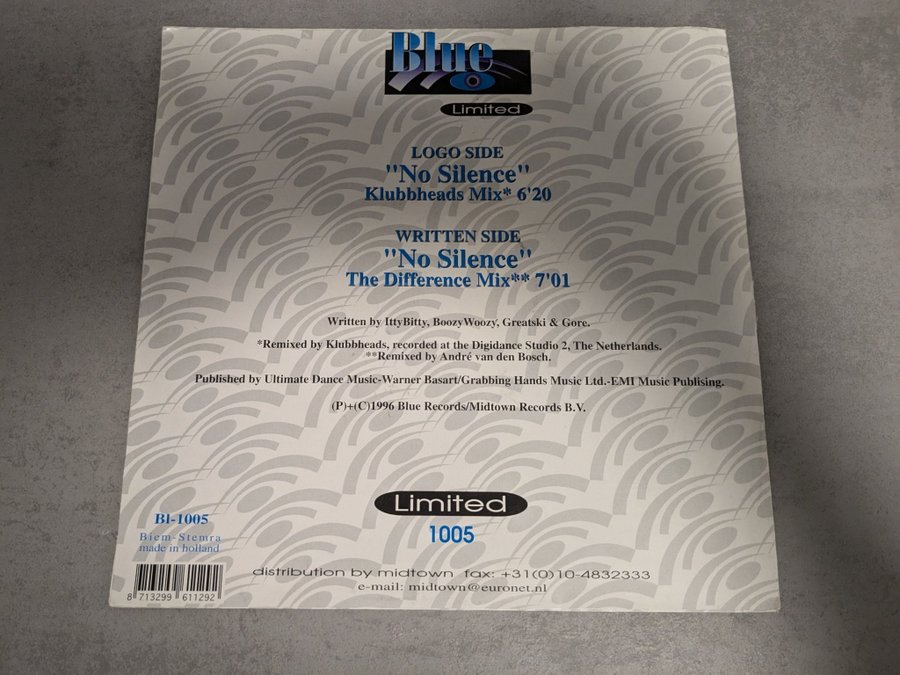 Blue
Limited
LOGO SIDE
"No Silence"
Klubbheads Mix* 6'20
WRITTEN SIDE
"No Silence"
The Difference Mix** 7'01
Written by IttyBitty, BoozyWoozy, Greatski & Gore.
*Remixed by Klubbheads, recorded at the Digidance Studio 2, The Netherlands.
**Remixed by André van den Bosch.
Published by Ultimate Dance Music-Warner Basart/Grabbing Hands Music Ltd.-EMI Music Publising.
(P)+(C)1996 Blue Records/Midtown Records B.V.
Limited
1005
Bl-1005
Biem-Stemra
made in holland
8 713299 611292
distribution by midtown fax: +31(0)10-4832333
e-mail: midtown@euronet.nl